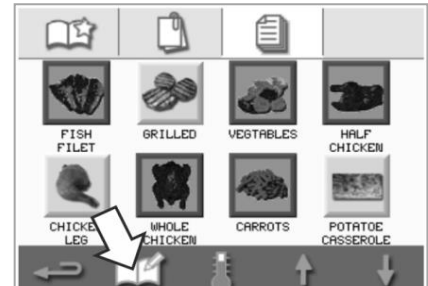 FISH
FILET
GRILLED
VEGTABLES
HALF
CHICKEN
CHICKE
LEG
WHOLE
CHICKEN
CARROTS
POTATOE
CASSEROLE